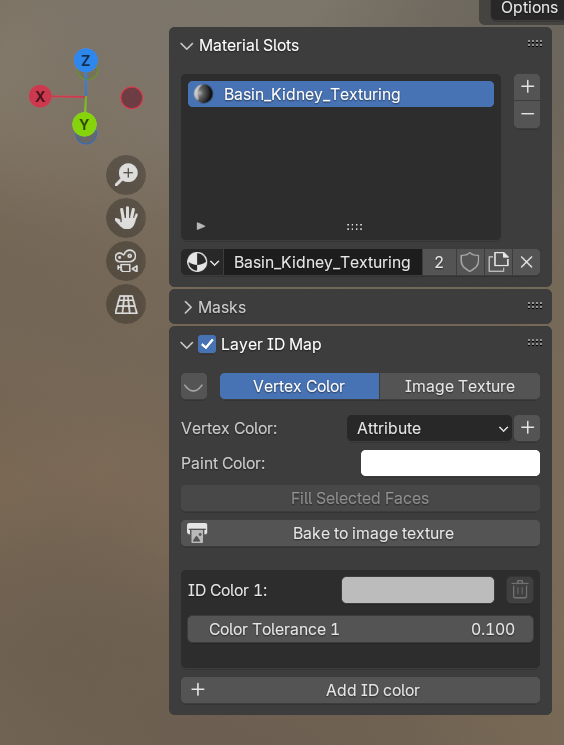 Options
Material Slots
Z
X
Y
Basin_Kidney_Texturing
Basin_Kidney_Texturing 2
Masks
Layer ID Map
Vertex Color Image Texture
Vertex Color: Attribute
Paint Color:
Fill Selected Faces
Bake to image texture
ID Color 1:
Color Tolerance 1 0.100
Add ID color